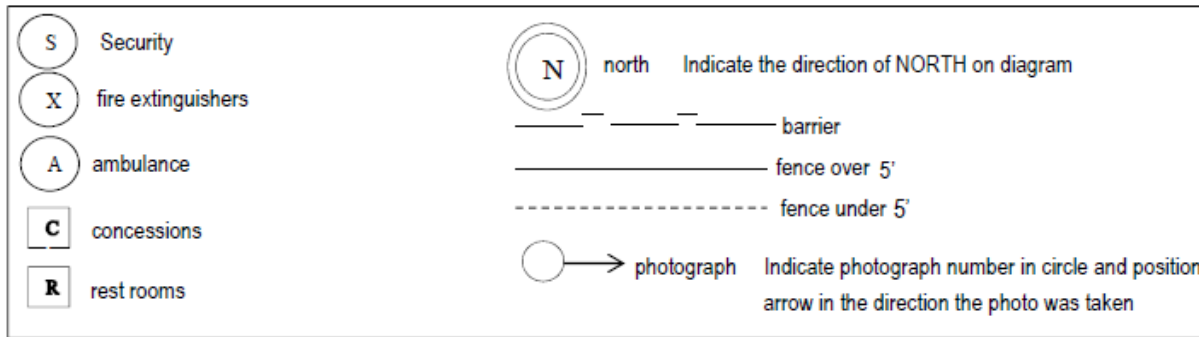 S Security
X fire extinguishers
A ambulance
C concessions
R rest rooms
N north Indicate the direction of NORTH on diagram
barrier
fence over 5'
fence under 5'
photograph Indicate photograph number in circle and position
arrow in the direction the photo was taken